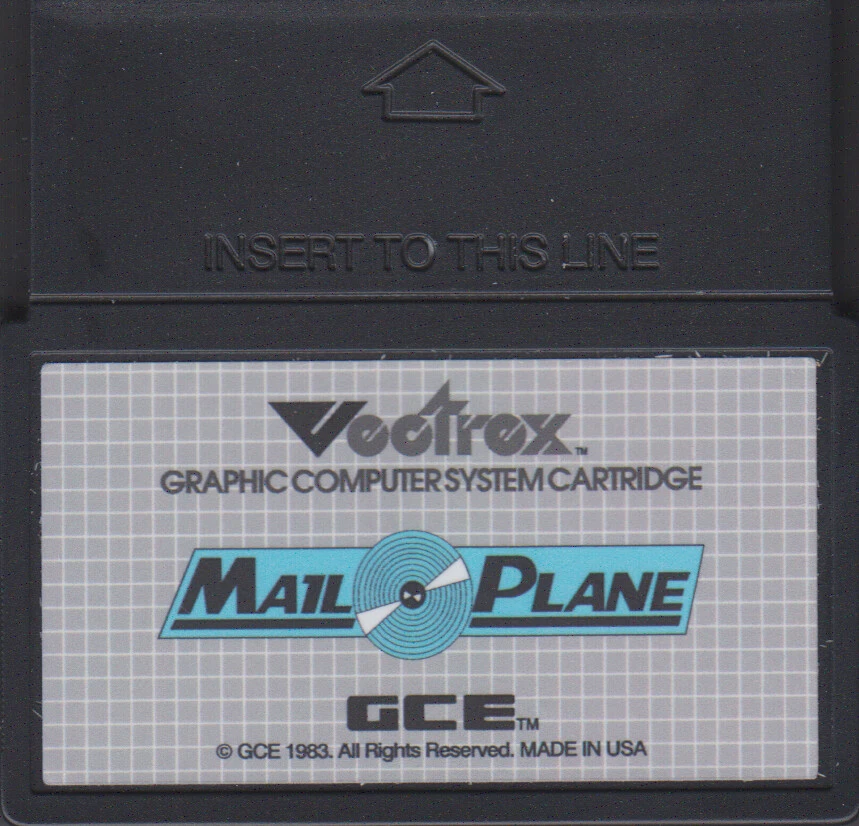 INSERT TO THIS LINE
Vectrex™
GRAPHIC COMPUTER SYSTEM CARTRIDGE
MAIL PLANE
GCE™
© GCE 1983. All Rights Reserved. MADE IN USA